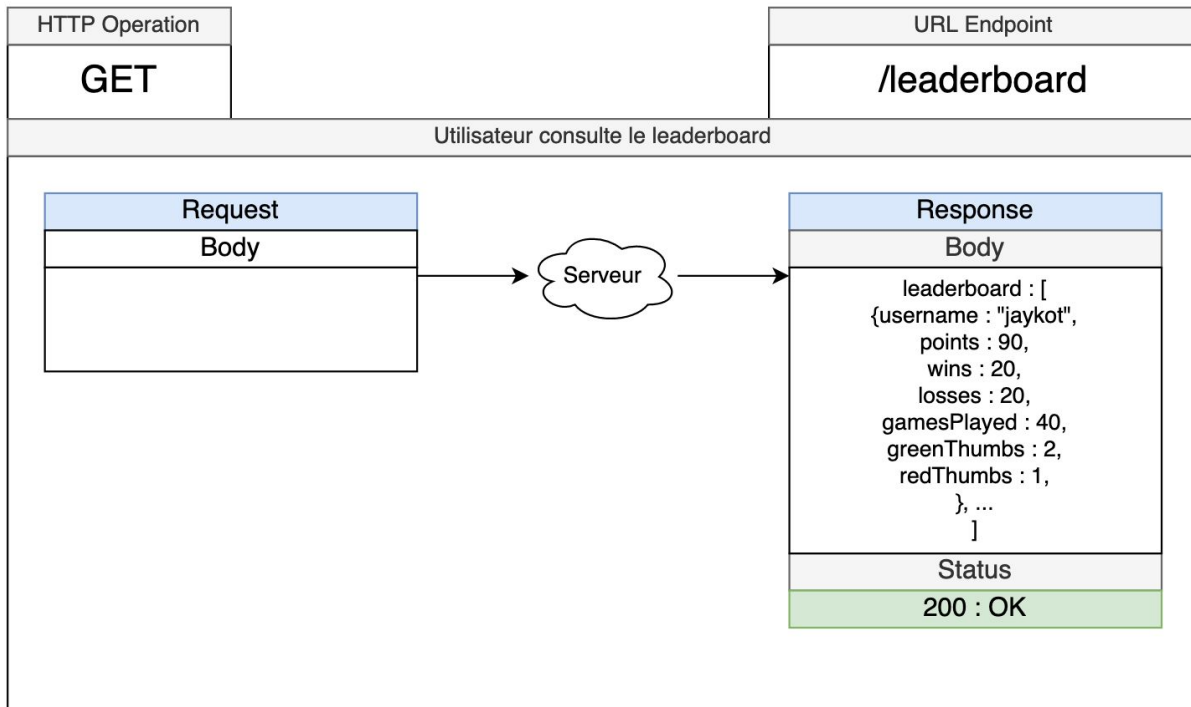 HTTP Operation
URL Endpoint
GET
/leaderboard
Utilisateur consulte le leaderboard
Request
Body
Serveur
Response
Body
leaderboard : [
{username : "jaykot",
points : 90,
wins : 20,
losses : 20,
gamesPlayed : 40,
greenThumbs : 2,
redThumbs : 1,
}, ...
]
Status
200 : OK